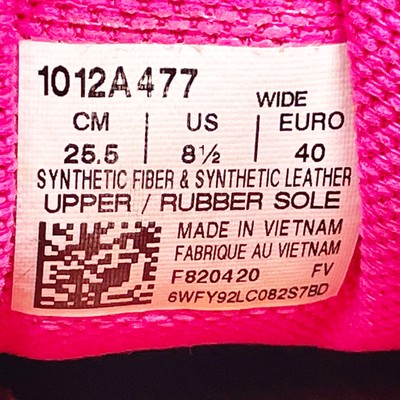 1012A477
WIDE
CM | US | EURO
25.5 | 8½ | 40
SYNTHETIC FIBER & SYNTHETIC LEATHER
UPPER / RUBBER SOLE
MADE IN VIETNAM
FABRIQUE AU VIETNAM
F820420 FV
6WFY92LC082S7BD